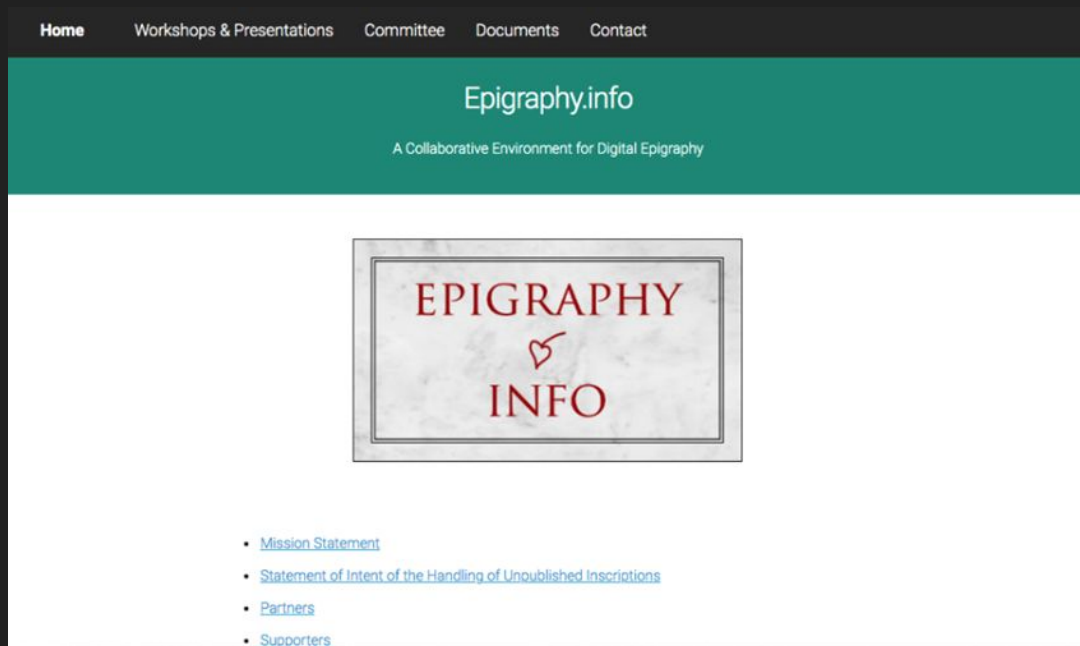 Home Workshops & Presentations Committee Documents Contact
Epigraphy.info
A Collaborative Environment for Digital Epigraphy
EPIGRAPHY
INFO
Mission Statement
Statement of Intent of the Handling of Unpublished Inscriptions
Partners
Supporters